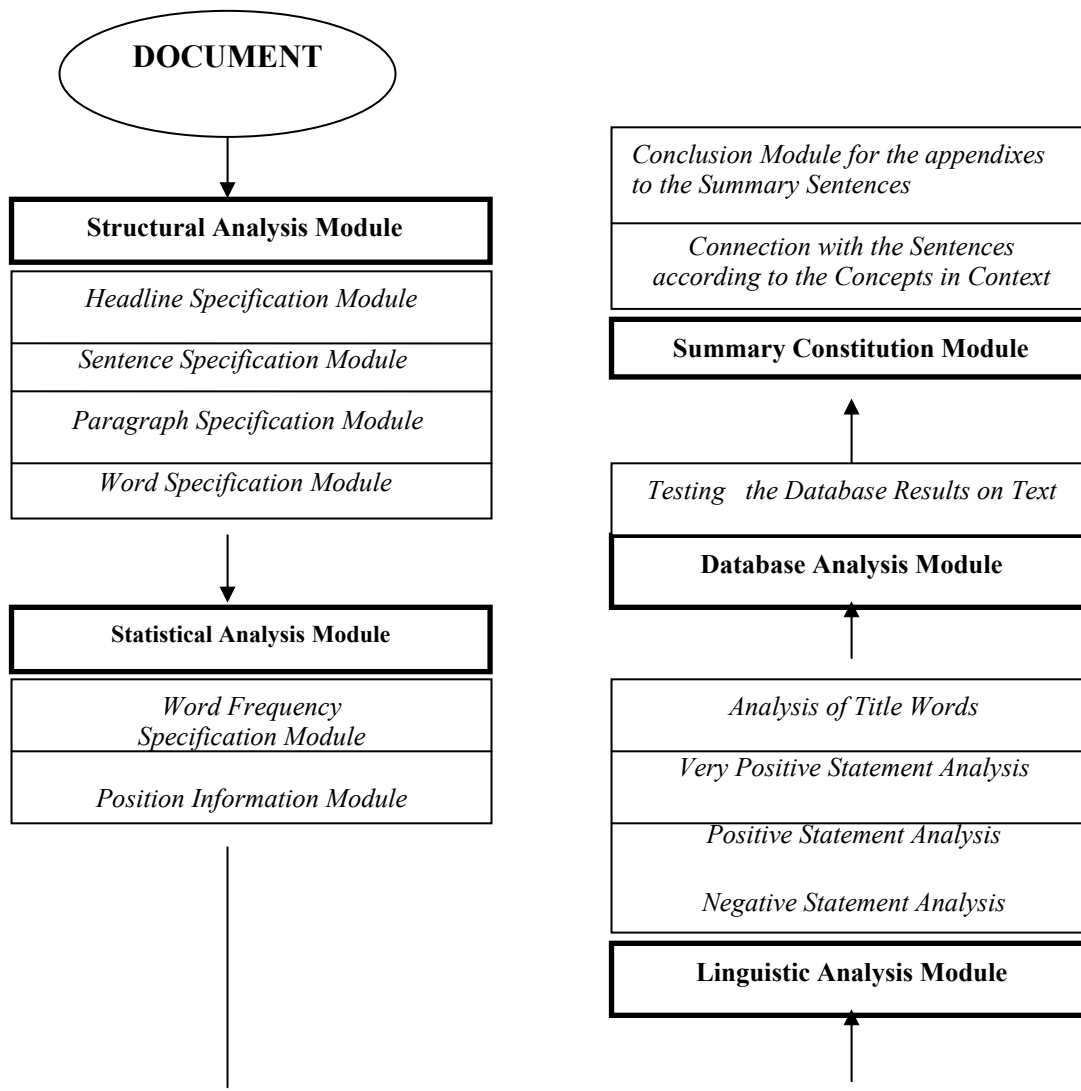 DOCUMENT
Structural Analysis Module
Headline Specification Module
Sentence Specification Module
Paragraph Specification Module
Word Specification Module
Statistical Analysis Module
Word Frequency
Specification Module
Position Information Module
Conclusion Module for the appendixes
to the Summary Sentences
Connection with the Sentences
according to the Concepts in Context
Summary Constitution Module
Testing the Database Results on Text
Database Analysis Module
Analysis of Title Words
Very Positive Statement Analysis
Positive Statement Analysis
Negative Statement Analysis
Linguistic Analysis Module